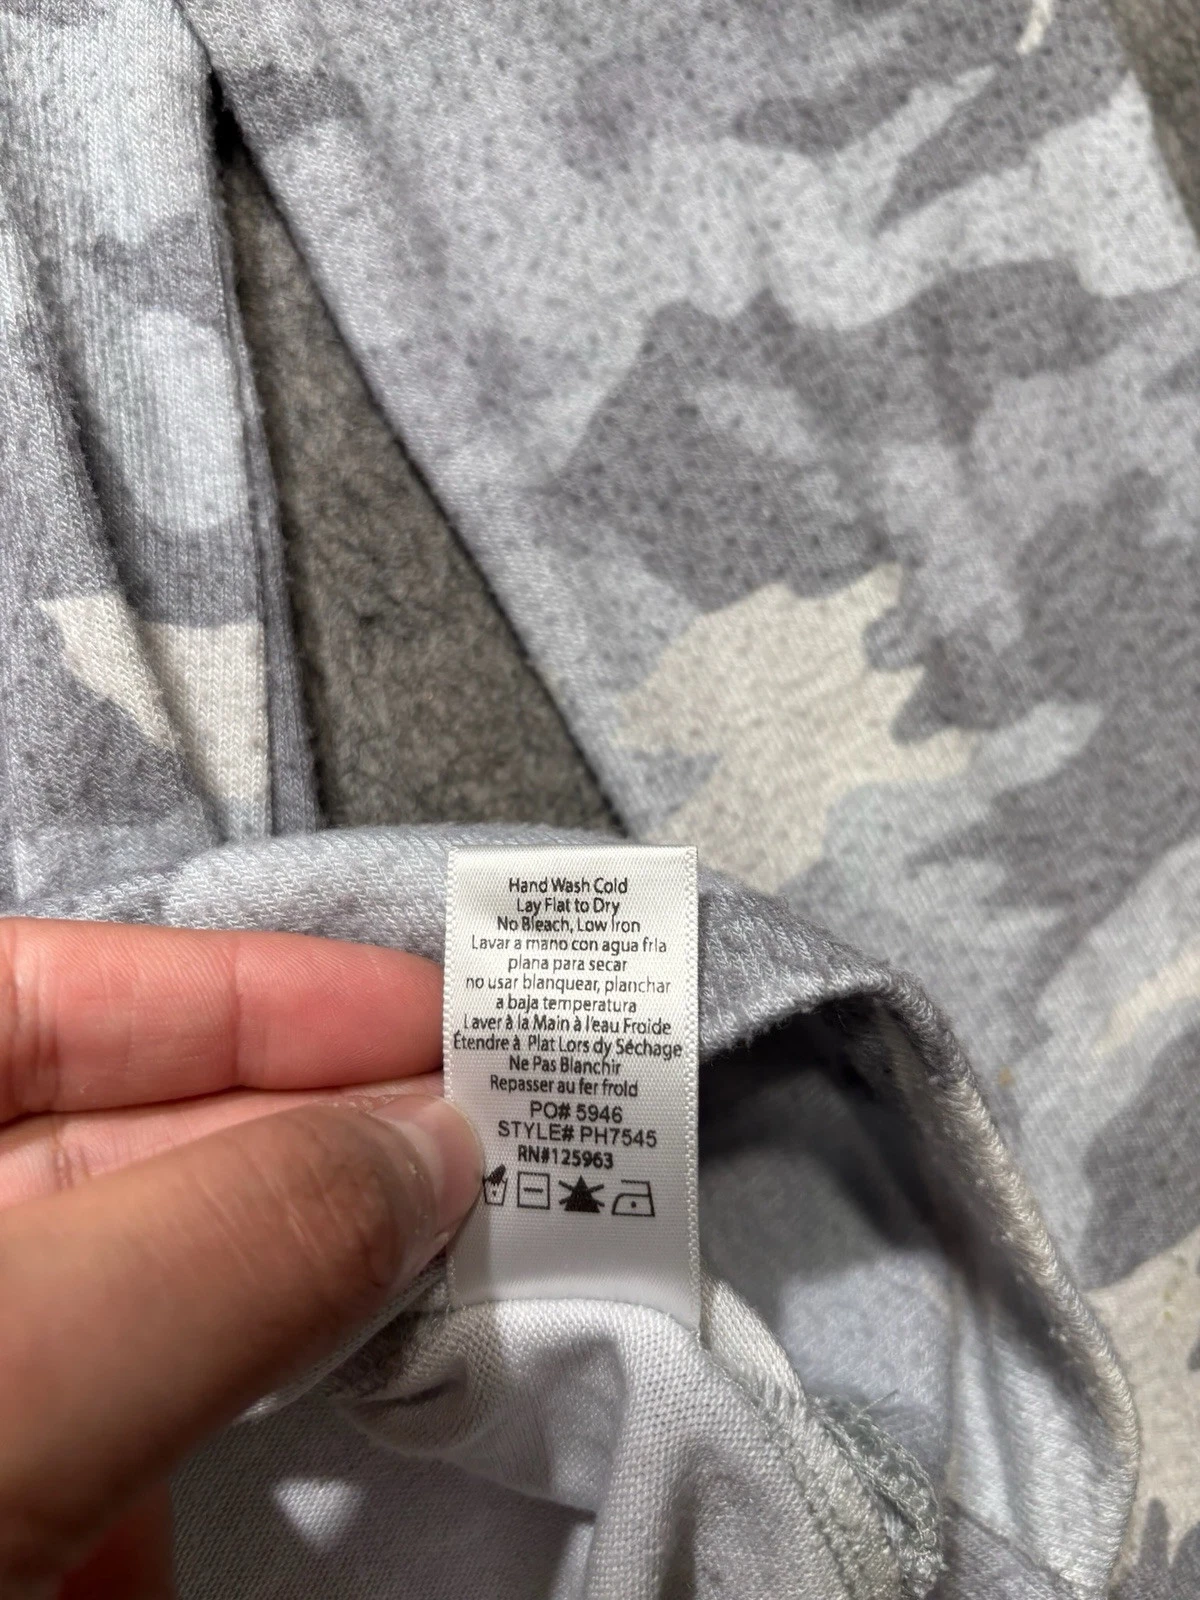 Hand Wash Cold
Lay Flat to Dry
No Bleach, Low Iron
Lavar a mano con agua fria
plana para secar
no usar blanquear, planchar
a baja temperatura
Laver à la Main à l'eau Froide
Étendre à Plat Lors dy Séchage
Ne Pas Blanchir
Repasser au fer frold
PO# 5946
STYLE# PH7545
RN#125963